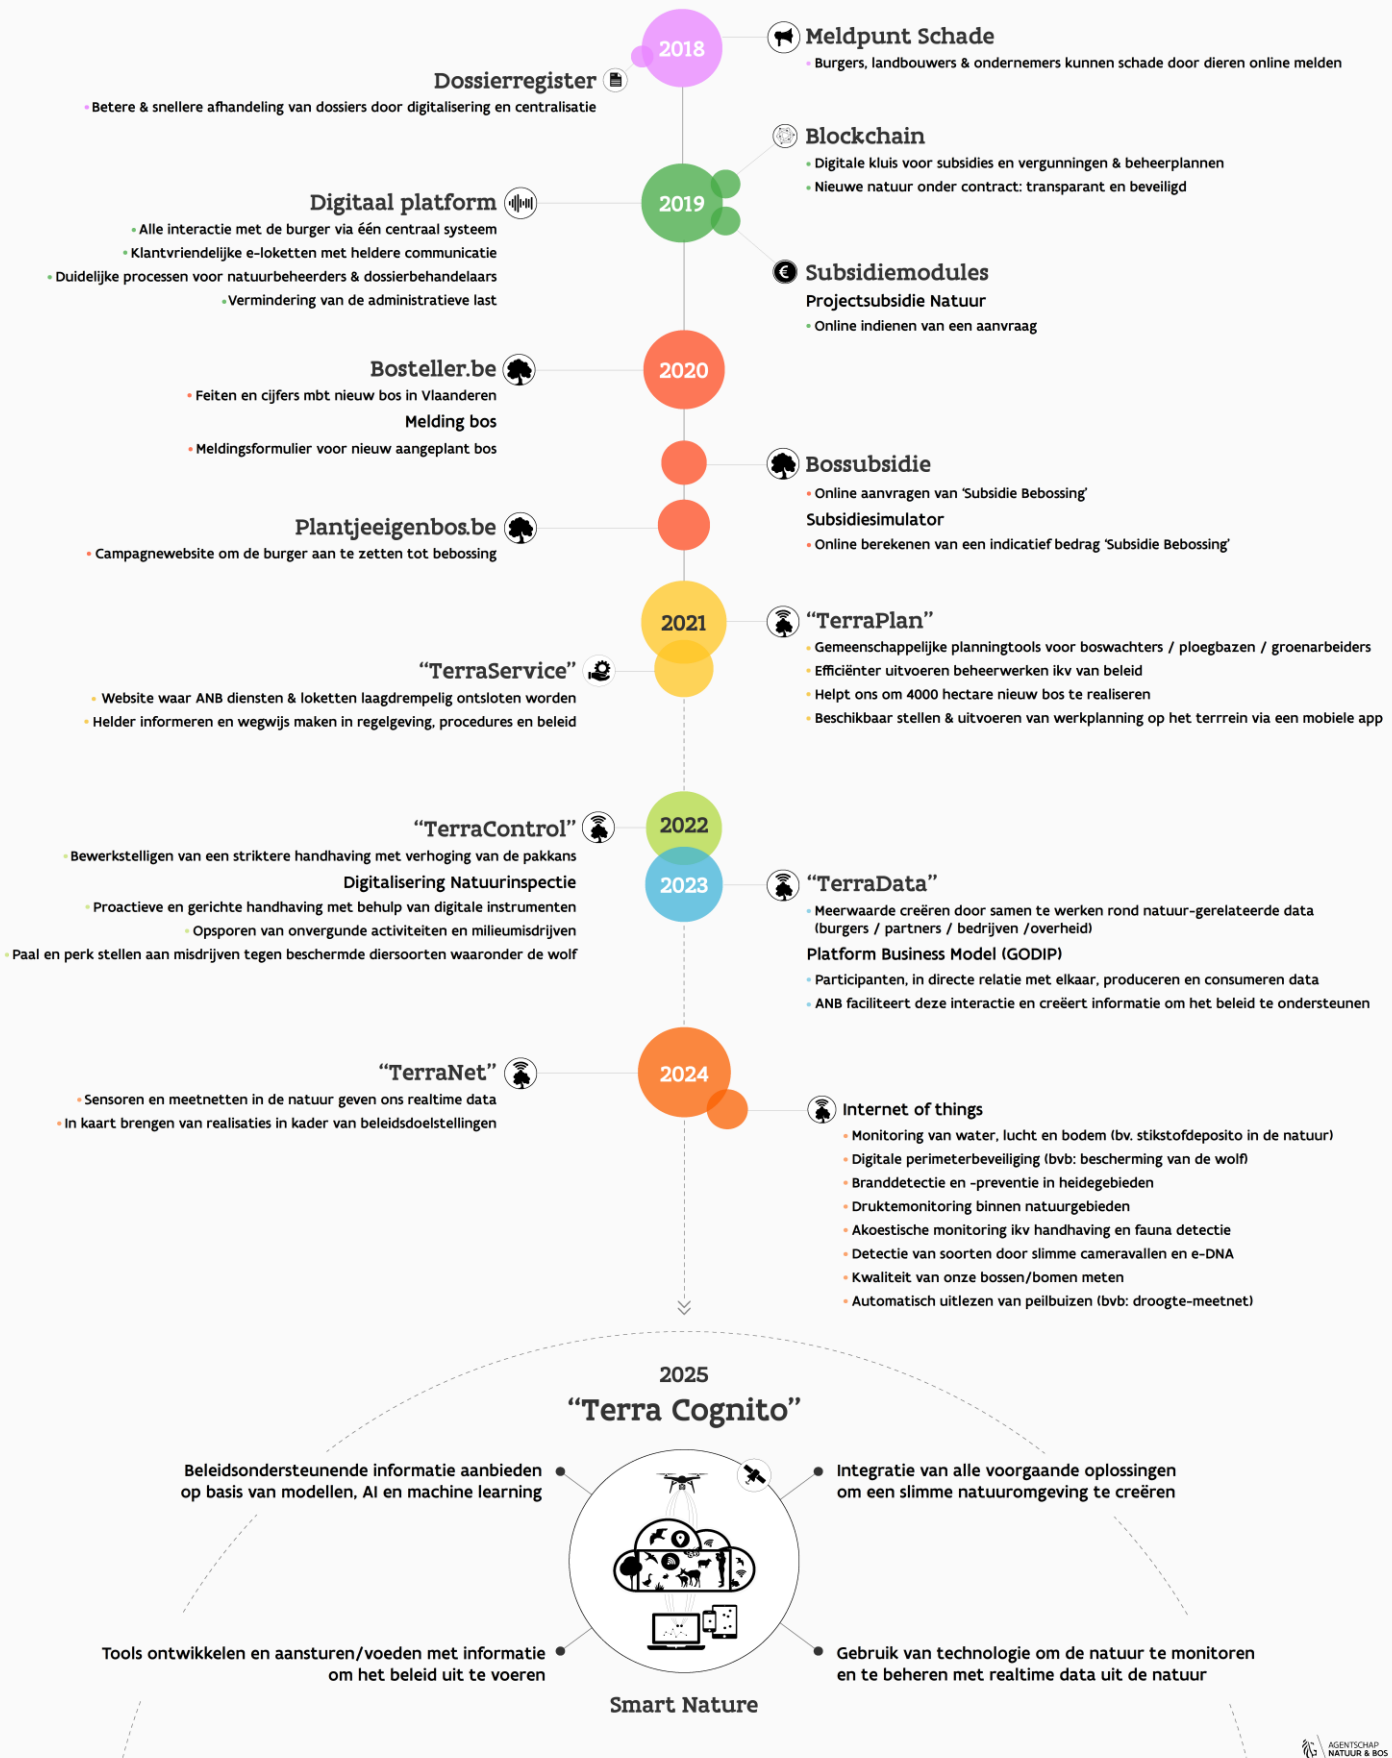 2018
Meldpunt Schade
• Burgers, landbouwers & ondernemers kunnen schade door dieren online melden
Dossierregister
• Betere & snellere afhandeling van dossiers door digitalisering en centralisatie
2019
Blockchain
• Digitale kluis voor subsidies en vergunningen & beheerplannen
• Nieuwe natuur onder contract: transparant en beveiligd
Digitaal platform
• Alle interactie met de burger via één centraal systeem
• Klantvriendelijke e-loketten met heldere communicatie
• Duidelijke processen voor natuurbeheerders & dossierbehandelaars
• Vermindering van de administratieve last
€
Subsidiemodules
Projectsubsidie Natuur
• Online indienen van een aanvraag
2020
Bosteller.be
• Feiten en cijfers mbt nieuw bos in Vlaanderen
Melding bos
• Meldingsformulier voor nieuw aangeplant bos
Bossubsidie
• Online aanvragen van ‘Subsidie Bebossing’
Subsidiesimulator
• Online berekenen van een indicatief bedrag ‘Subsidie Bebossing’
Plantjeeigenbos.be
• Campagnewebsite om de burger aan te zetten tot bebossing
2021
“TerraPlan”
• Gemeenschappelijke planningtools voor boswachters / ploegbazen / groenarbeiders
• Efficiënter uitvoeren beheerwerken ikv van beleid
• Helpt ons om 4000 hectare nieuw bos te realiseren
• Beschikbaar stellen & uitvoeren van werkplanning op het terrrein via een mobiele app
“TerraService”
• Website waar ANB diensten & loketten laagdrempelig ontsloten worden
• Helder informeren en wegwijs maken in regelgeving, procedures en beleid
2022
“TerraControl”
• Bewerkstelligen van een striktere handhaving met verhoging van de pakkans
Digitalisering Natuurinspectie
• Proactieve en gerichte handhaving met behulp van digitale instrumenten
• Opsporen van onvergunde activiteiten en milieumisdrijven
• Paal en perk stellen aan misdrijven tegen beschermde diersoorten waaronder de wolf
2023
“TerraData”
• Meerwaarde creëren door samen te werken rond natuur-gerelateerde data
(burgers / partners / bedrijven /overheid)
Platform Business Model (GODIP)
• Participanten, in directe relatie met elkaar, produceren en consumeren data
• ANB faciliteert deze interactie en creëert informatie om het beleid te ondersteunen
2024
“TerraNet”
• Sensoren en meetnetten in de natuur geven ons realtime data
• In kaart brengen van realisaties in kader van beleidsdoelstellingen
Internet of things
• Monitoring van water, lucht en bodem (bv. stikstofdeposito in de natuur)
• Digitale perimeterbeveiliging (bvb: bescherming van de wolf)
• Branddetectie en -preventie in heidegebieden
• Druktemonitoring binnen natuurgebieden
• Akoestische monitoring ikv handhaving en fauna detectie
• Detectie van soorten door slimme cameravallen en e-DNA
• Kwaliteit van onze bossen/bomen meten
• Automatisch uitlezen van peilbuizen (bvb: droogte-meetnet)
2025
“Terra Cognito”
Beleidsondersteunende informatie aanbieden
op basis van modellen, AI en machine learning
Integratie van alle voorgaande oplossingen
om een slimme natuuromgeving te creëren
Tools ontwikkelen en aansturen/voeden met informatie
om het beleid uit te voeren
Gebruik van technologie om de natuur te monitoren
en te beheren met realtime data uit de natuur
Smart Nature
AGENTSCHAP
NATUUR & BOS